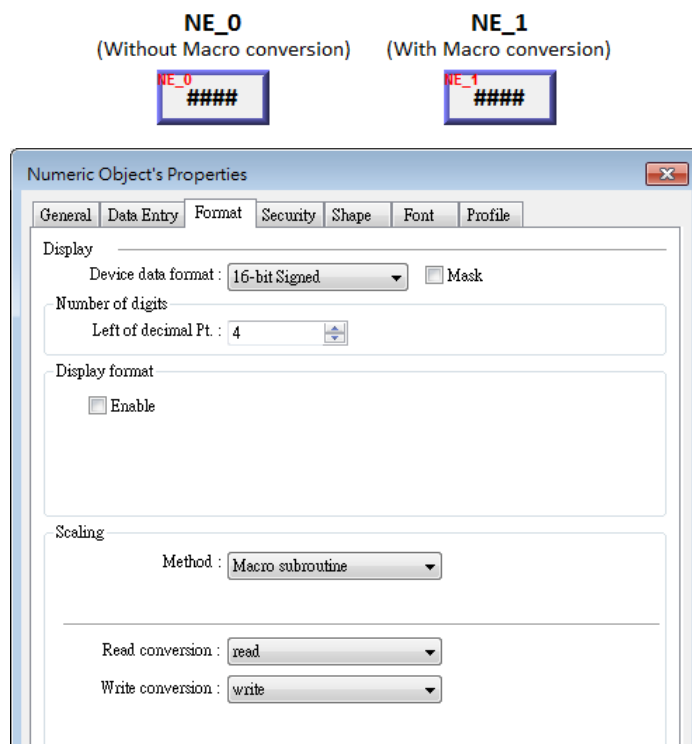 NE_0 NE_1
(Without Macro conversion) (With Macro conversion)
NE_0 NE_1
#### ####
Numeric Object's Properties
General Data Entry Format Security Shape Font Profile
Display
Device data format : 16-bit Signed Mask
Number of digits
Left of decimal Pt. : 4
Display format
Enable
Scaling
Method : Macro subroutine
Read conversion : read
Write conversion : write